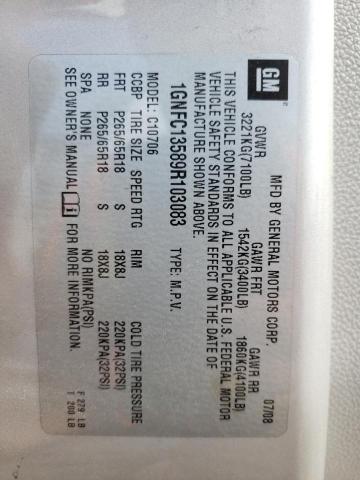 GM
MFD BY GENERAL MOTORS CORP. 07/08
GVWR GAWR FRT GAWR RR
3221KG(7100LB) 1542KG(3400LB) 1860KG(4100LB)
THIS VEHICLE CONFORMS TO ALL APPLICABLE U.S. FEDERAL MOTOR
VEHICLE SAFETY STANDARDS IN EFFECT ON THE DATE OF
MANUFACTURE SHOWN ABOVE.
1GNFC13589R103083 TYPE: M.P.V.
MODEL: C10706
CCBP TIRE SIZE SPEED RTG RIM COLD TIRE PRESSURE
FRT P265/65R18 S 18X8J 220KPA(32PSI)
RR P265/65R18 S 18X8J 220KPA(32PSI)
SPA NONE NO RIMKPA(PSI)
SEE OWNER'S MANUAL i FOR MORE INFORMATION.
F 279 LB
T 200 LB